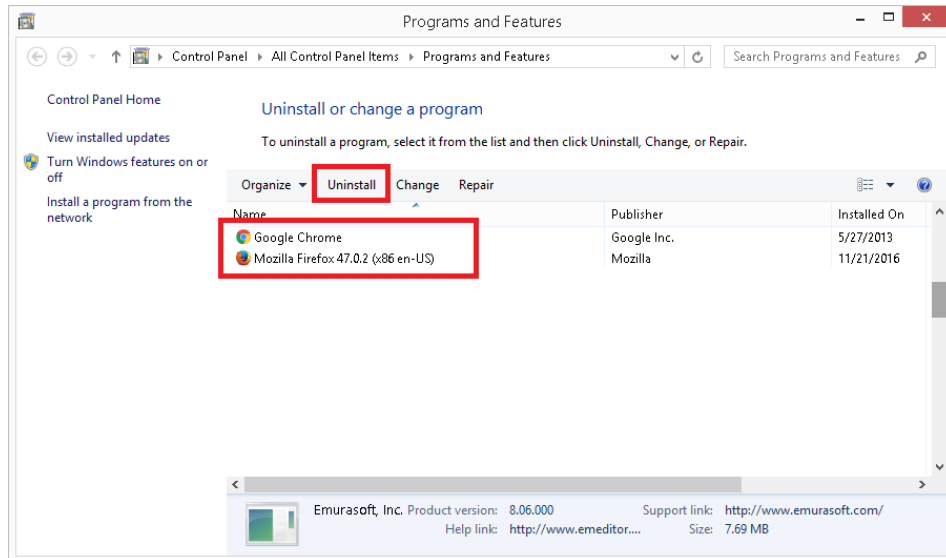 Programs and Features
Control Panel All Control Panel Items Programs and Features Search Programs and Features
Control Panel Home
View installed updates
Turn Windows features on or
off
Install a program from the
network
Uninstall or change a program
To uninstall a program, select it from the list and then click Uninstall, Change, or Repair.
Organize Uninstall Change Repair
Name Publisher Installed On
Google Chrome Google Inc. 5/27/2013
Mozilla Firefox 47.0.2 (x86 en-US) Mozilla 11/21/2016
Emurasoft, Inc. Product version: 8.06.000 Support link: http://www.emurasoft.com/
Help link: http://www.emeditor.... Size: 7.69 MB